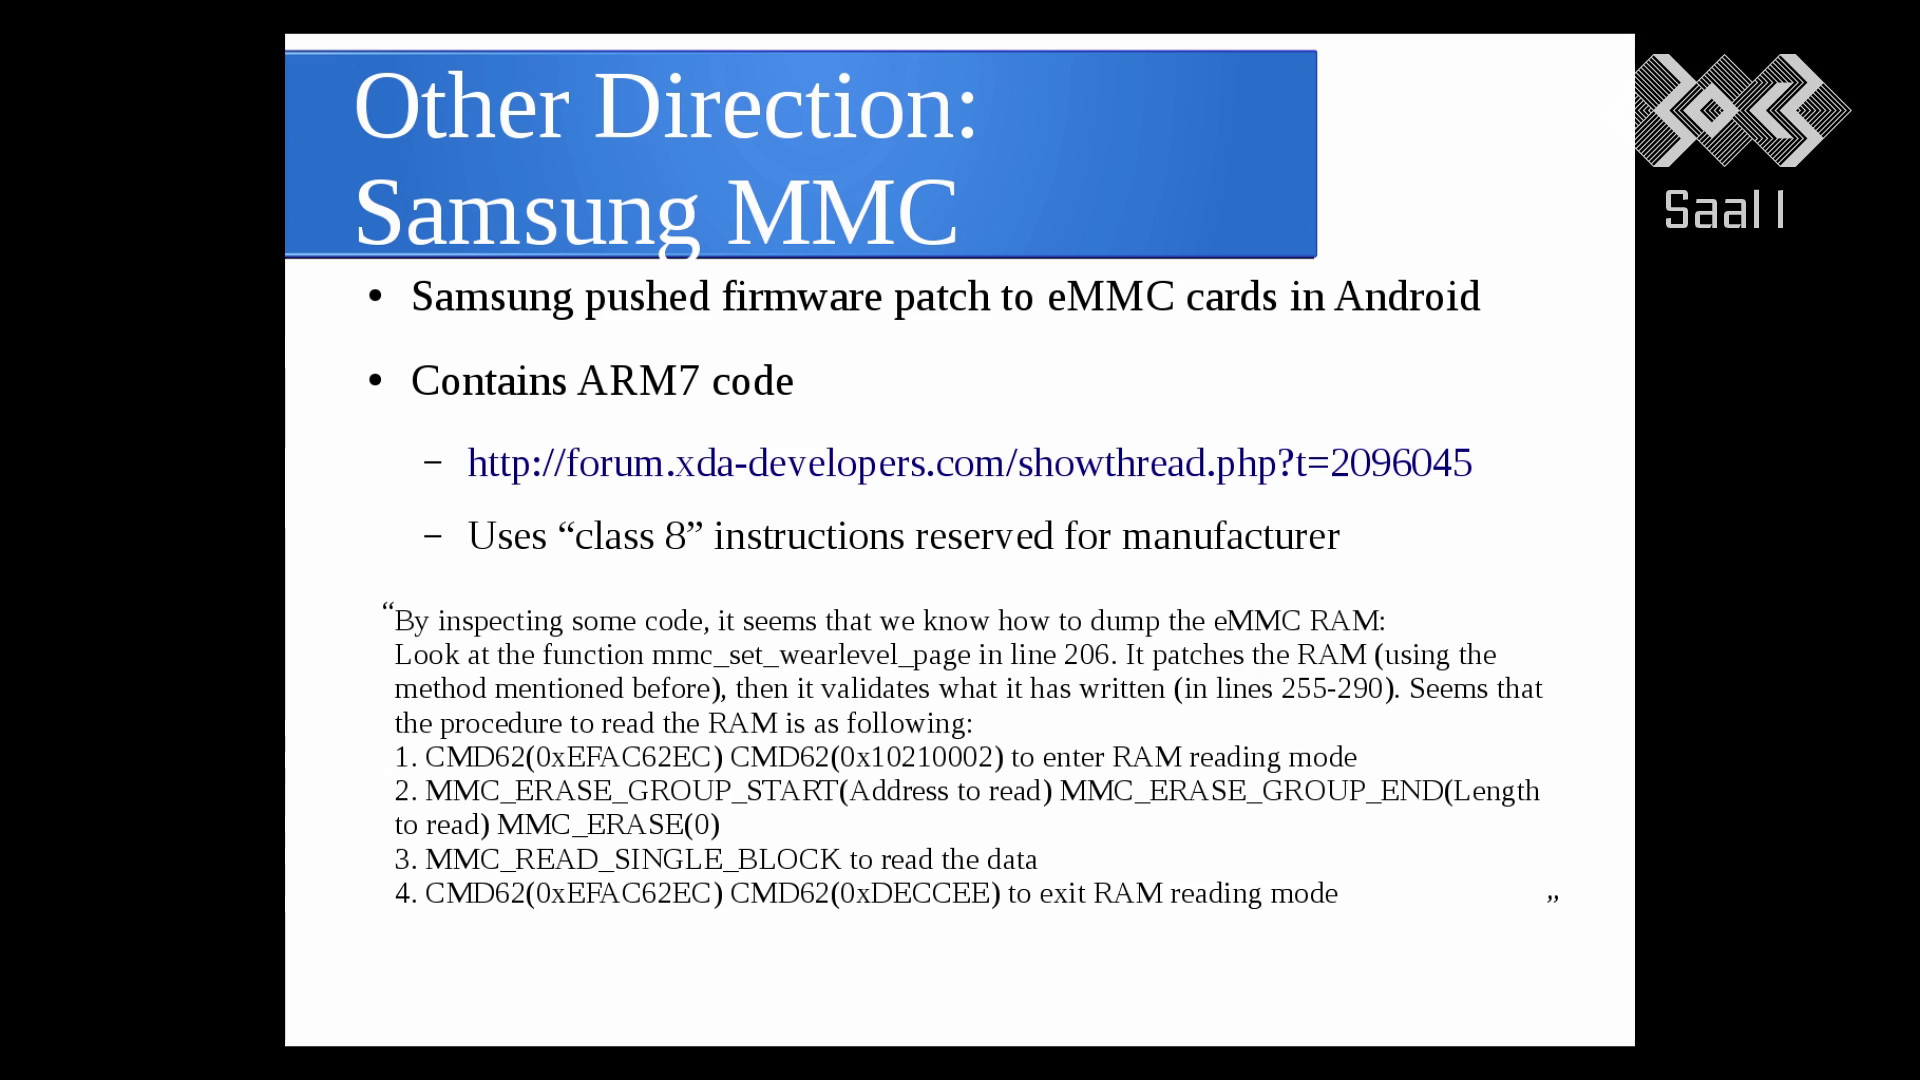 Other Direction:
Samsung MMC
Saal 1
• Samsung pushed firmware patch to eMMC cards in Android
• Contains ARM7 code
– http://forum.xda-developers.com/showthread.php?t=2096045
– Uses “class 8” instructions reserved for manufacturer
“By inspecting some code, it seems that we know how to dump the eMMC RAM:
Look at the function mmc_set_wearlevel_page in line 206. It patches the RAM (using the
method mentioned before), then it validates what it has written (in lines 255-290). Seems that
the procedure to read the RAM is as following:
1. CMD62(0xEFAC62EC) CMD62(0x10210002) to enter RAM reading mode
2. MMC_ERASE_GROUP_START(Address to read) MMC_ERASE_GROUP_END(Length
to read) MMC_ERASE(0)
3. MMC_READ_SINGLE_BLOCK to read the data
4. CMD62(0xEFAC62EC) CMD62(0xDECCEE) to exit RAM reading mode ”